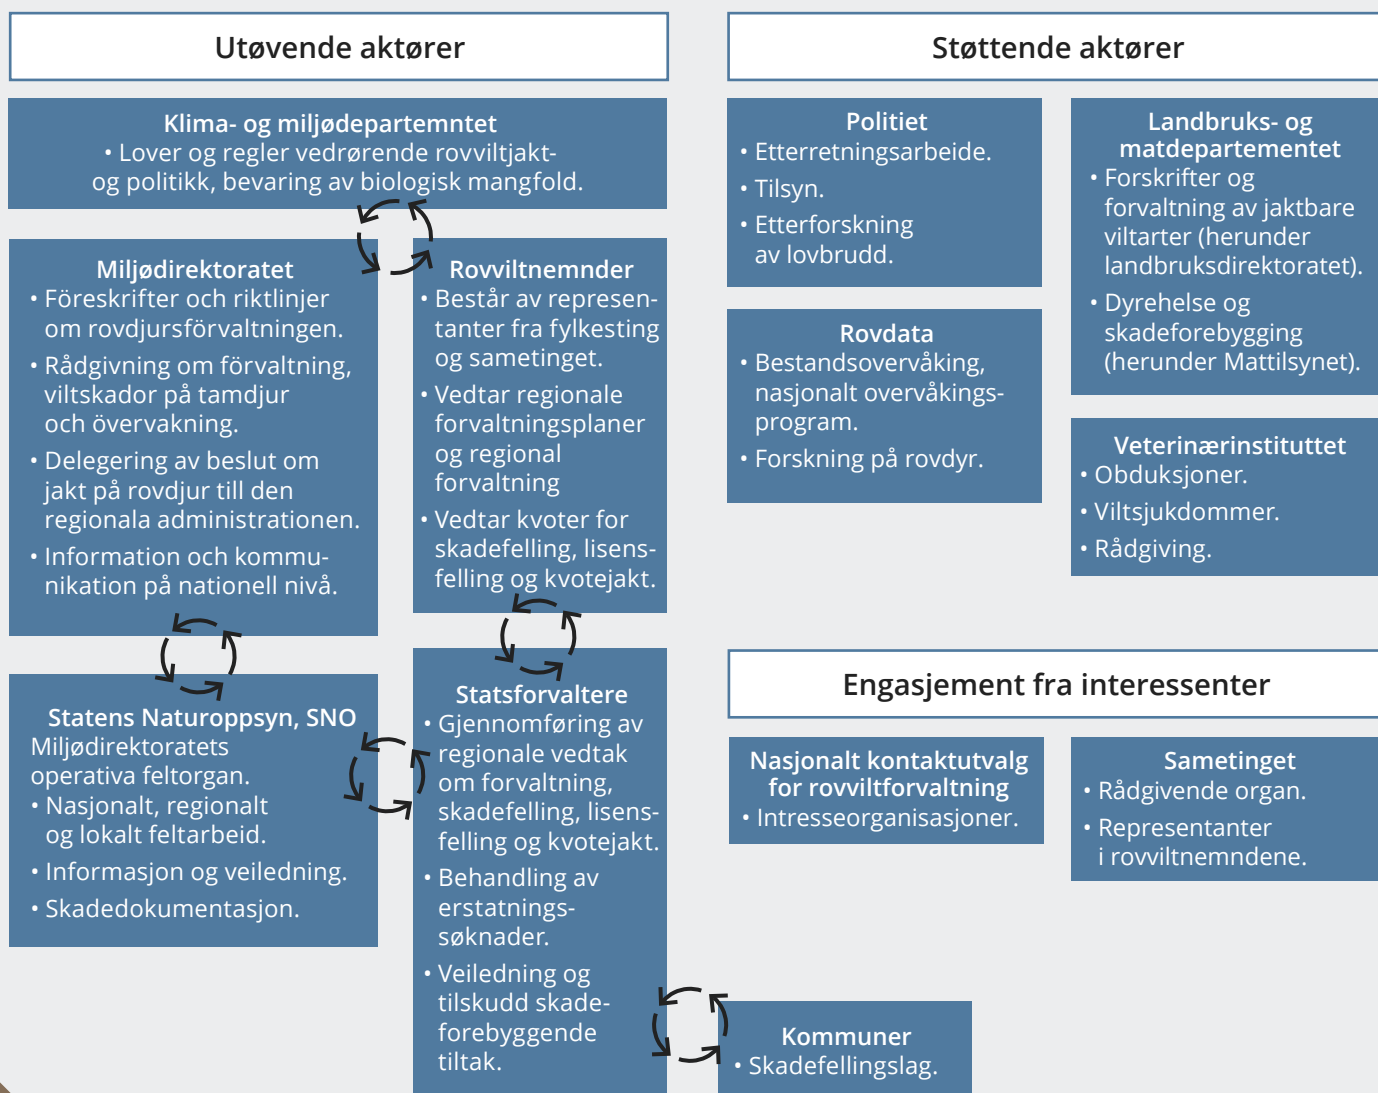 Utøvende aktører
Klima- og miljødepartemntet
• Lover og regler vedrørende rovviltjakt-
og politikk, bevaring av biologisk mangfold.
Miljødirektoratet
• Föreskrifter och riktlinjer
om rovdjursförvaltningen.
• Rådgivning om förvaltning,
viltskador på tamdjur
och övervakning.
• Delegering av beslut om
jakt på rovdjur till den
regionala administrationen.
• Information och kommu-
nikation på nationell nivå.
Rovviltnemnder
• Består av represen-
tanter fra fylkesting
og sametinget.
• Vedtar regionale
forvaltningsplaner
og regional
forvaltning
• Vedtar kvoter for
skadefelling, lisens-
felling og kvotejakt.
Statens Naturoppsyn, SNO
Miljødirektoratets
operativa feltorgan.
• Nasjonalt, regionalt
og lokalt feltarbeid.
• Informasjon og veiledning.
• Skadedokumentasjon.
Statsforvaltere
• Gjennomføring av
regionale vedtak
om forvaltning,
skadefelling, lisens-
felling og kvotejakt.
• Behandling av
erstatnings-
søknader.
• Veiledning og
tilskudd skade-
forebyggende
tiltak.
Kommuner
• Skadefellingslag.
Støttende aktører
Politiet
• Etterretningsarbeide.
• Tilsyn.
• Etterforskning
av lovbrudd.
Rovdata
• Bestandsovervåking,
nasjonalt overvåkings-
program.
• Forskning på rovdyr.
Landbruks- og
matdepartementet
• Forskrifter og
forvaltning av jaktbare
viltarter (herunder
landbruksdirektoratet).
• Dyrehelse og
skadeforebygging
(herunder Mattilsynet).
Veterinærinstituttet
• Obduksjoner.
• Viltsjukdommer.
• Rådgiving.
Engasjement fra interessenter
Nasjonalt kontaktutvalg
for rovviltforvaltning
• Intresseorganisasjoner.
Sametinget
• Rådgivende organ.
• Representanter
i rovviltnemndene.